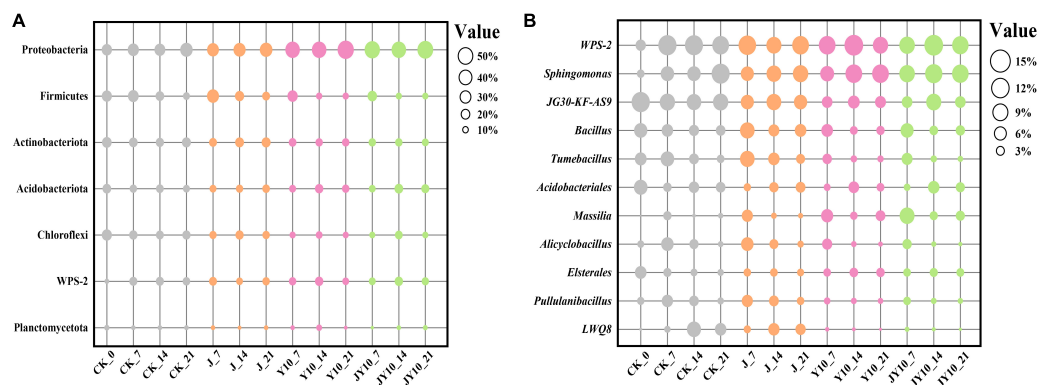 A
Proteobacteria
Firmicutes
Actinobacteriota
Acidobacteriota
Chloroflexi
WPS-2
Planctomycetota
CK_0
CK_7
CK_14
CK_21
J_7
J_14
J_21
Y10_7
Y10_14
Y10_21
JY10_7
JY10_14
JY10_21
Value
50%
40%
30%
20%
10%
B
WPS-2
Sphingomonas
JG30-KF-AS9
Bacillus
Tumebacillus
Acidobacteriales
Massilia
Alicyclobacillus
Elsterales
Pullulanibacillus
LWQ8
CK_0
CK_7
CK_14
CK_21
J_7
J_14
J_21
Y10_7
Y10_14
Y10_21
JY10_7
JY10_14
JY10_21
Value
15%
12%
9%
6%
3%